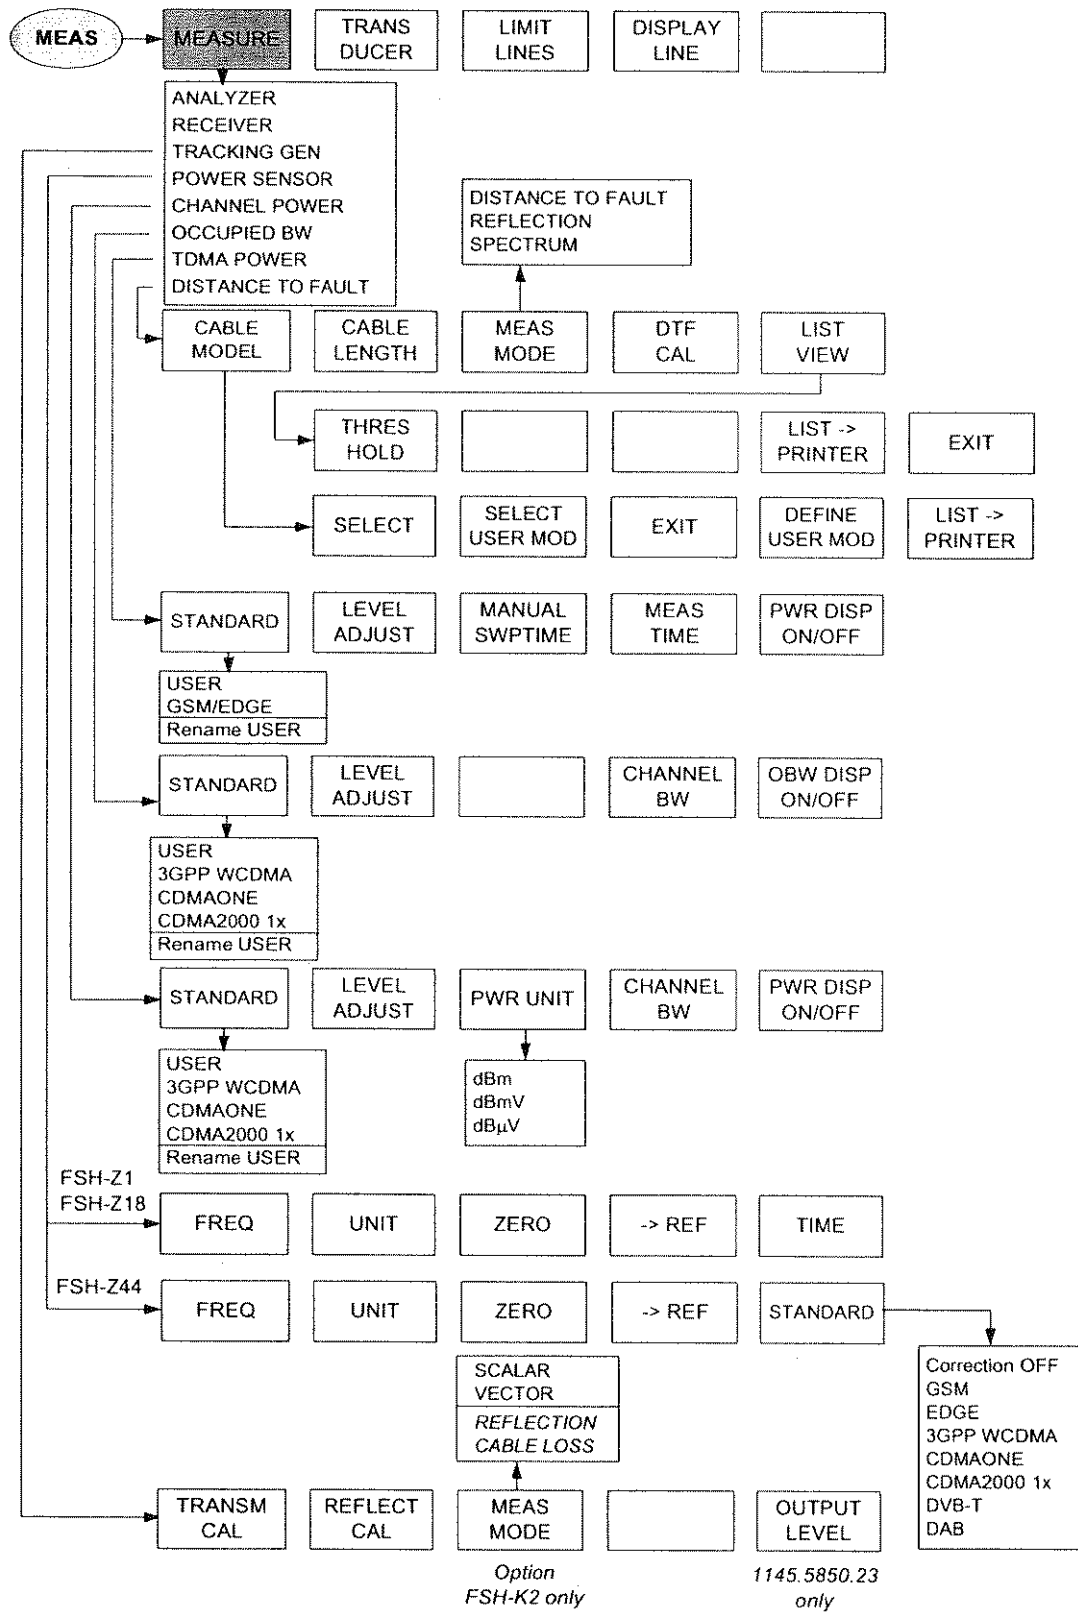 MEAS
MEASURE
TRANS
DUCER
LIMIT
LINES
DISPLAY
LINE
ANALYZER
RECEIVER
TRACKING GEN
POWER SENSOR
CHANNEL POWER
OCCUPIED BW
TDMA POWER
DISTANCE TO FAULT
DISTANCE TO FAULT
REFLECTION
SPECTRUM
CABLE
MODEL
CABLE
LENGTH
MEAS
MODE
DTF
CAL
LIST
VIEW
THRES
HOLD
LIST ->
PRINTER
EXIT
SELECT
SELECT
USER MOD
EXIT
DEFINE
USER MOD
LIST ->
PRINTER
STANDARD
LEVEL
ADJUST
MANUAL
SWPTIME
MEAS
TIME
PWR DISP
ON/OFF
USER
GSM/EDGE
Rename USER
STANDARD
LEVEL
ADJUST
CHANNEL
BW
OBW DISP
ON/OFF
USER
3GPP WCDMA
CDMAONE
CDMA2000 1x
Rename USER
STANDARD
LEVEL
ADJUST
PWR UNIT
CHANNEL
BW
PWR DISP
ON/OFF
USER
3GPP WCDMA
CDMAONE
CDMA2000 1x
Rename USER
dBm
dBmV
dBµV
FSH-Z1
FSH-Z18
FREQ
UNIT
ZERO
-> REF
TIME
FSH-Z44
FREQ
UNIT
ZERO
-> REF
STANDARD
Correction OFF
GSM
EDGE
3GPP WCDMA
CDMAONE
CDMA2000 1x
DVB-T
DAB
SCALAR
VECTOR
REFLECTION
CABLE LOSS
TRANSM
CAL
REFLECT
CAL
MEAS
MODE
OUTPUT
LEVEL
Option
FSH-K2 only
1145.5850.23
only